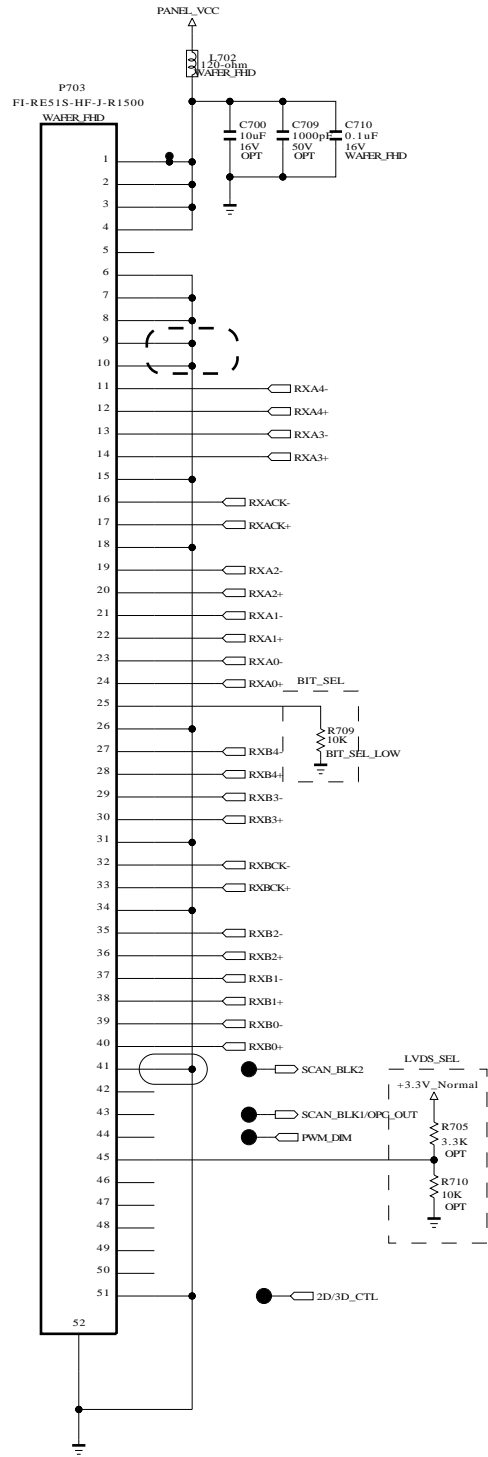 PANEL_VCC
L702
120-ohm
WAFER_FHD
P703
FI-RE51S-HF-J-R1500
WAFER_FHD
C700
10uF
16V
OPT
C709
1000pF
50V
OPT
C710
0.1uF
16V
WAFER_FHD
1
2
3
4
5
6
7
8
9
10
11 RXA4-
12 RXA4+
13 RXA3-
14 RXA3+
15
16 RXACK-
17 RXACK+
18
19 RXA2-
20 RXA2+
21 RXA1-
22 RXA1+
23 RXA0-
24 RXA0+
BIT_SEL
25
R709
10K
BIT_SEL_LOW
26
27 RXB4-
28 RXB4+
29 RXB3-
30 RXB3+
31
32 RXBCK-
33 RXBCK+
34
35 RXB2-
36 RXB2+
37 RXB1-
38 RXB1+
39 RXB0-
40 RXB0+
41 SCAN_BLK2
42
43 SCAN_BLK1/OPC_OUT
44 PWM_DIM
45
LVDS_SEL
+3.3V_Normal
R705
3.3K
OPT
R710
10K
OPT
46
47
48
49
50
51 2D/3D_CTL
52